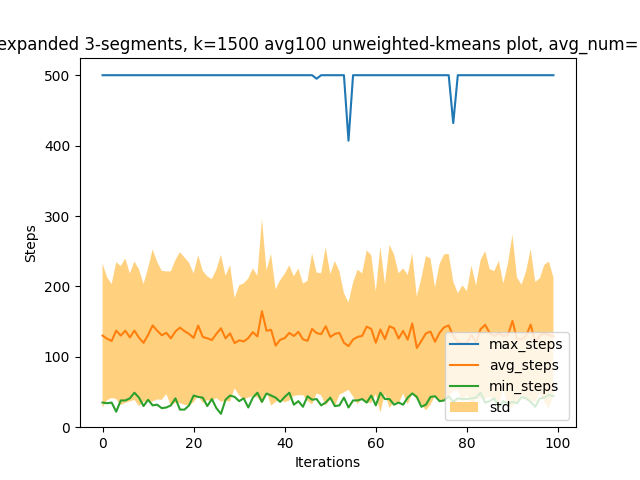 expanded 3-segments, k=1500 avg100 unweighted-kmeans plot, avg_num=
500
400
300
200
100
0
Steps
0 20 40 60 80 100
Iterations
max_steps
avg_steps
min_steps
std